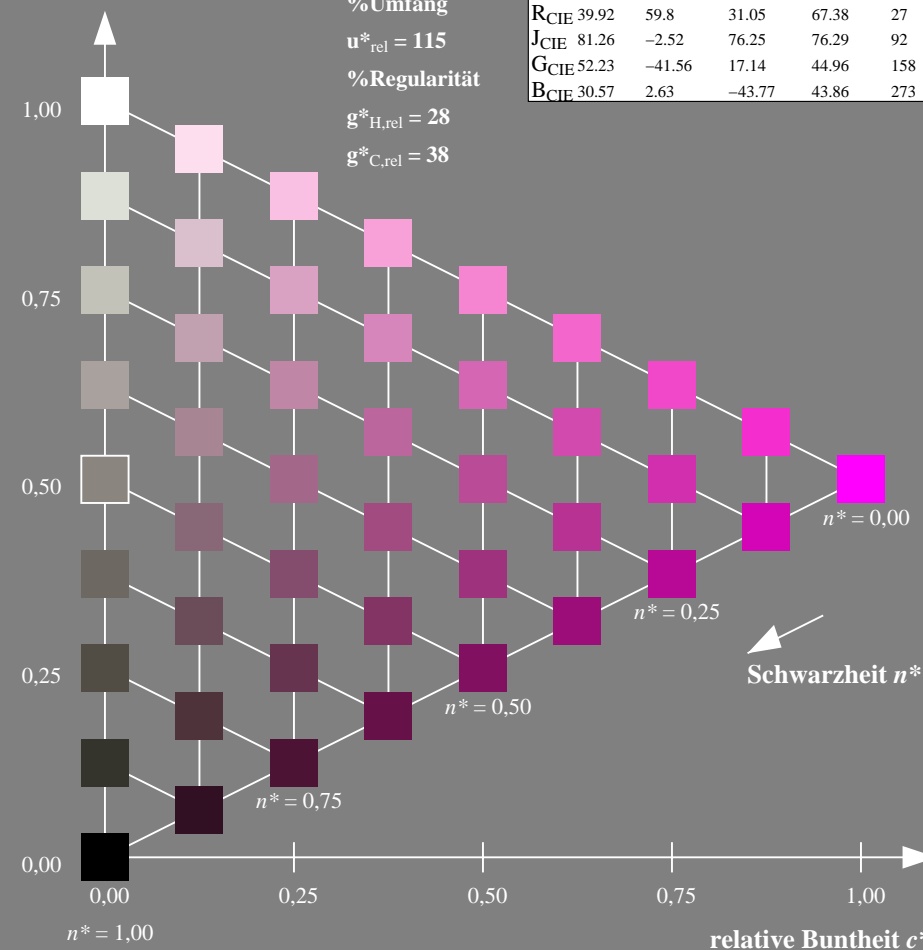 %Umfang
u*rel = 115
%Regularität
g*H,rel = 28
g*C,rel = 38
RCIE 39.92 59.8 31.05 67.38 27
JCIE 81.26 −2.52 76.25 76.29 92
GCIE 52.23 −41.56 17.14 44.96 158
BCIE 30.57 2.63 −43.77 43.86 273
1,00
0,75
0,50
n* = 0,00
n* = 0,25
0,25
Schwarzheit n*
n* = 0,50
n* = 0,75
0,00
0,00 0,25 0,50 0,75 1,00
n* = 1,00
relative Buntheit c*